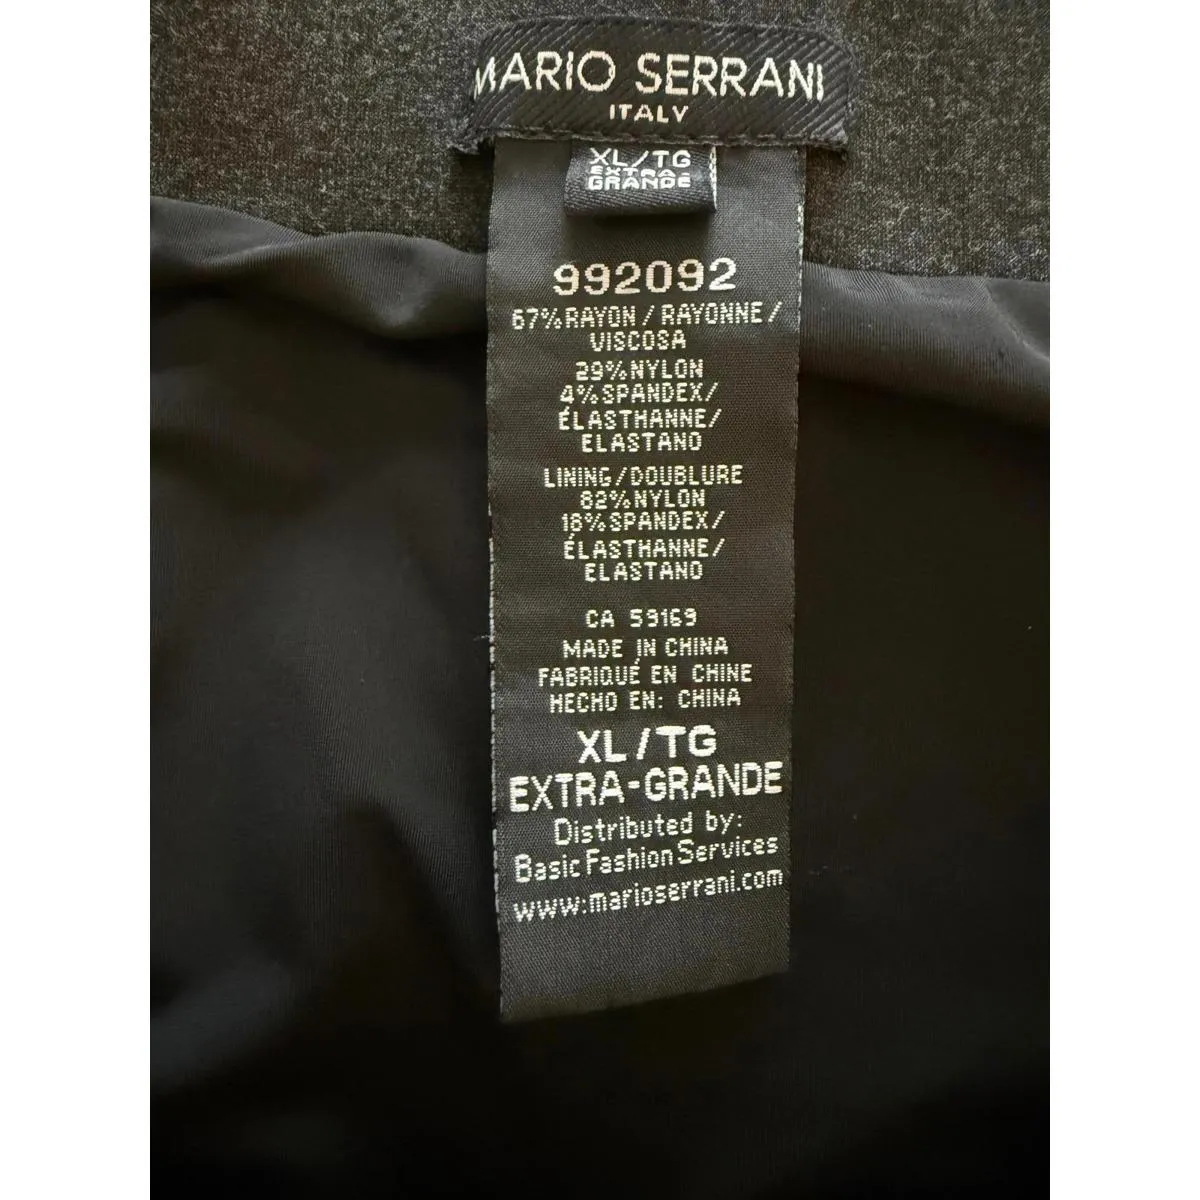 MARIO SERRANI
ITALY
XL/TG
EXTRA-
GRANDE
992092
67% RAYON / RAYONNE /
VISCOSA
29% NYLON
4% SPANDEX/
ÉLASTHANNE/
ELASTANO
LINING/DOUBLURE
82% NYLON
18% SPANDEX/
ÉLASTHANNE/
ELASTANO
CA 59169
MADE IN CHINA
FABRIQUÉ EN CHINE
HECHO EN: CHINA
XL/TG
EXTRA-GRANDE
Distributed by:
Basic Fashion Services
www.marioserrani.com